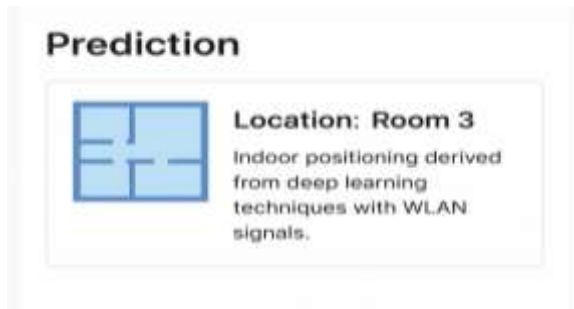 Prediction
Location: Room 3
Indoor positioning derived
from deep learning
techniques with WLAN
signals.